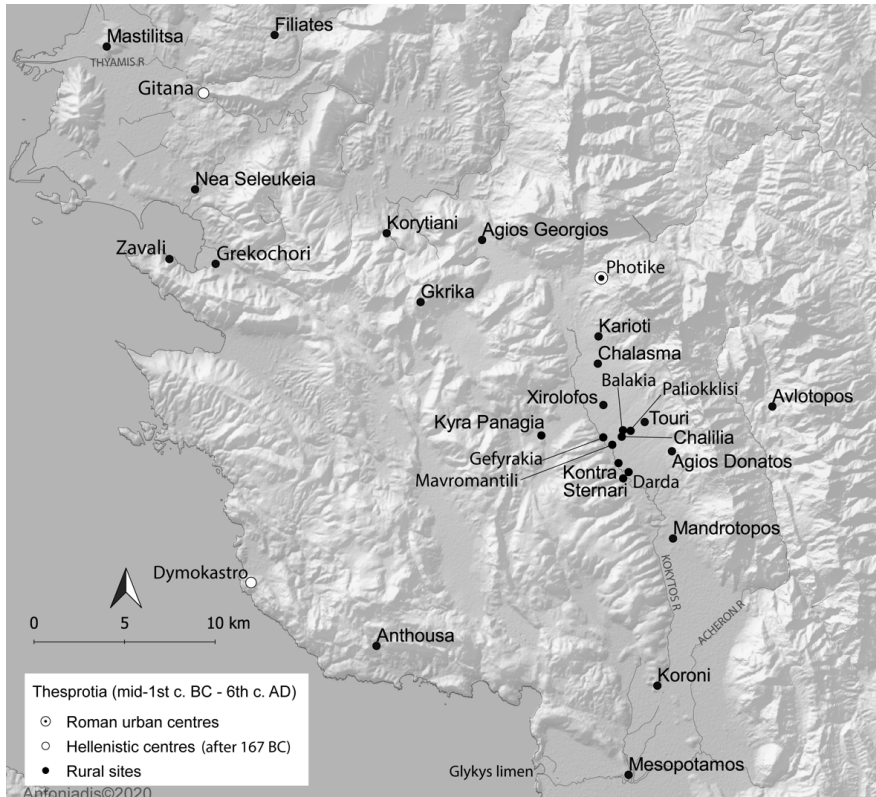 Filiates
Mastilitsa
THYAMIS R
Gitana
Nea Seleukeia
Korytiani
Agios Georgios
Zavali
Grekochori
Photike
Gkrika
Karioti
Chalasma
Balakia
Paliokklisi
Xirolofos
Avlotopos
Touri
Kyra Panagia
Chalilia
Gefyrakia
Agios Donatos
Mavromantili
Kontra
Darda
Sternari
Mandrotopos
KOKYTOS R
Dymokastro
ACHERON R
0 5 10 km
Anthousa
Koroni
Thesprotia (mid-1st c. BC - 6th c. AD)
Roman urban centres
Hellenistic centres (after 167 BC)
Rural sites
Glykys limen
Mesopotamos
Antoniadis©2020